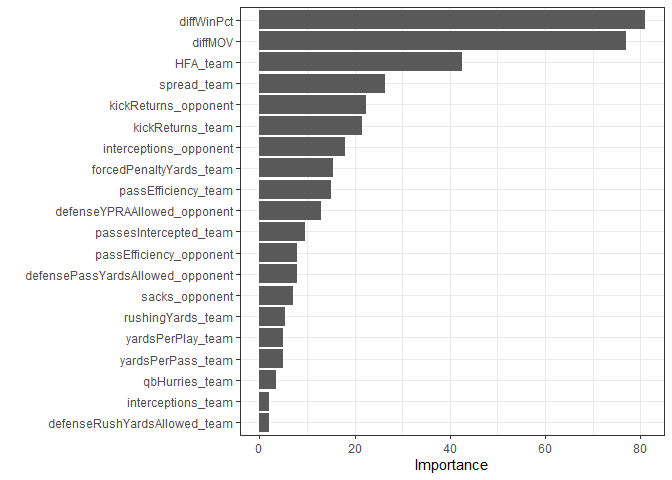 diffWinPct
diffMOV
HFA_team
spread_team
kickReturns_opponent
kickReturns_team
interceptions_opponent
forcedPenaltyYards_team
passEfficiency_team
defenseYPRAAllowed_opponent
passesIntercepted_team
passEfficiency_opponent
defensePassYardsAllowed_opponent
sacks_opponent
rushingYards_team
yardsPerPlay_team
yardsPerPass_team
qbHurries_team
interceptions_team
defenseRushYardsAllowed_team
0 20 40 60 80
Importance